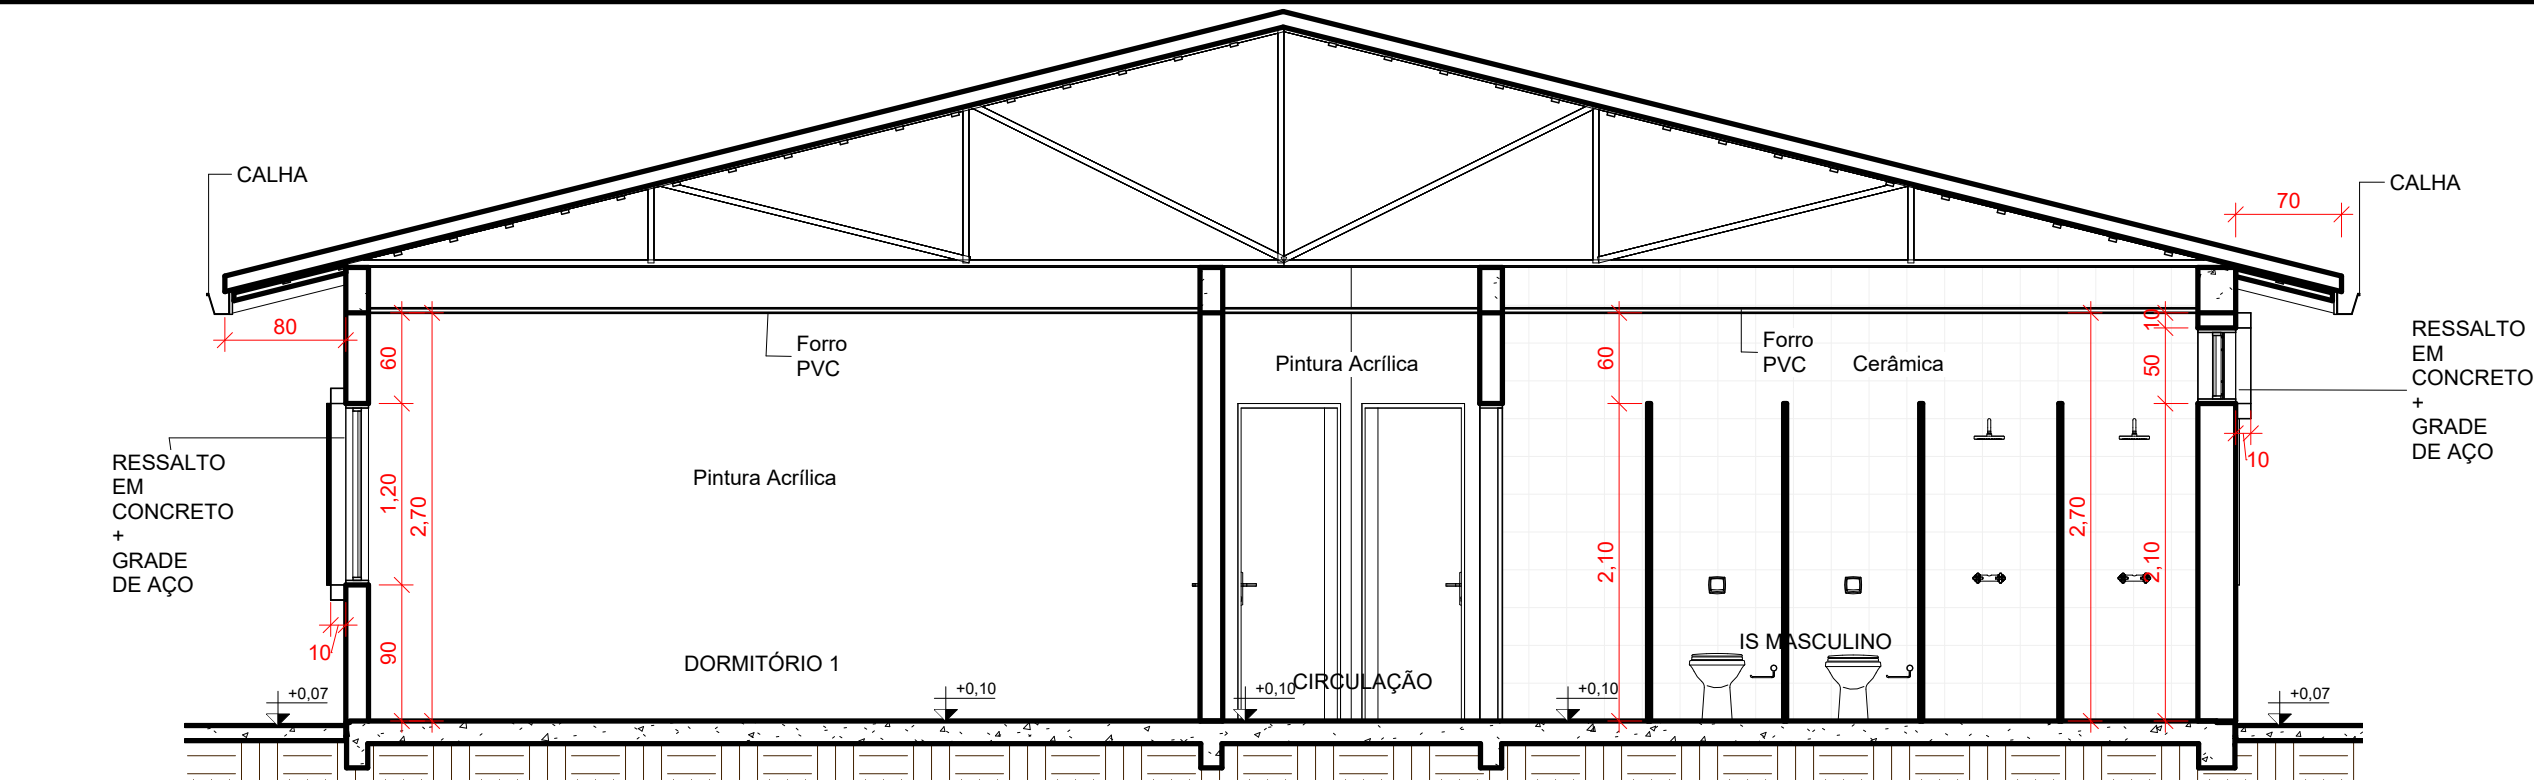 CALHA
CALHA
70
80
10
RESSALTO
EM
CONCRETO
+
GRADE
DE AÇO
Forro
PVC
Forro
PVC
Pintura Acrílica
Cerâmica
60
60
50
10
RESSALTO
EM
CONCRETO
+
GRADE
DE AÇO
Pintura Acrílica
1,20
2,70
2,10
2,70
2,10
10
90
DORMITÓRIO 1
CIRCULAÇÃO
IS MASCULINO
+0,07
+0,10
+0,10
+0,10
+0,07